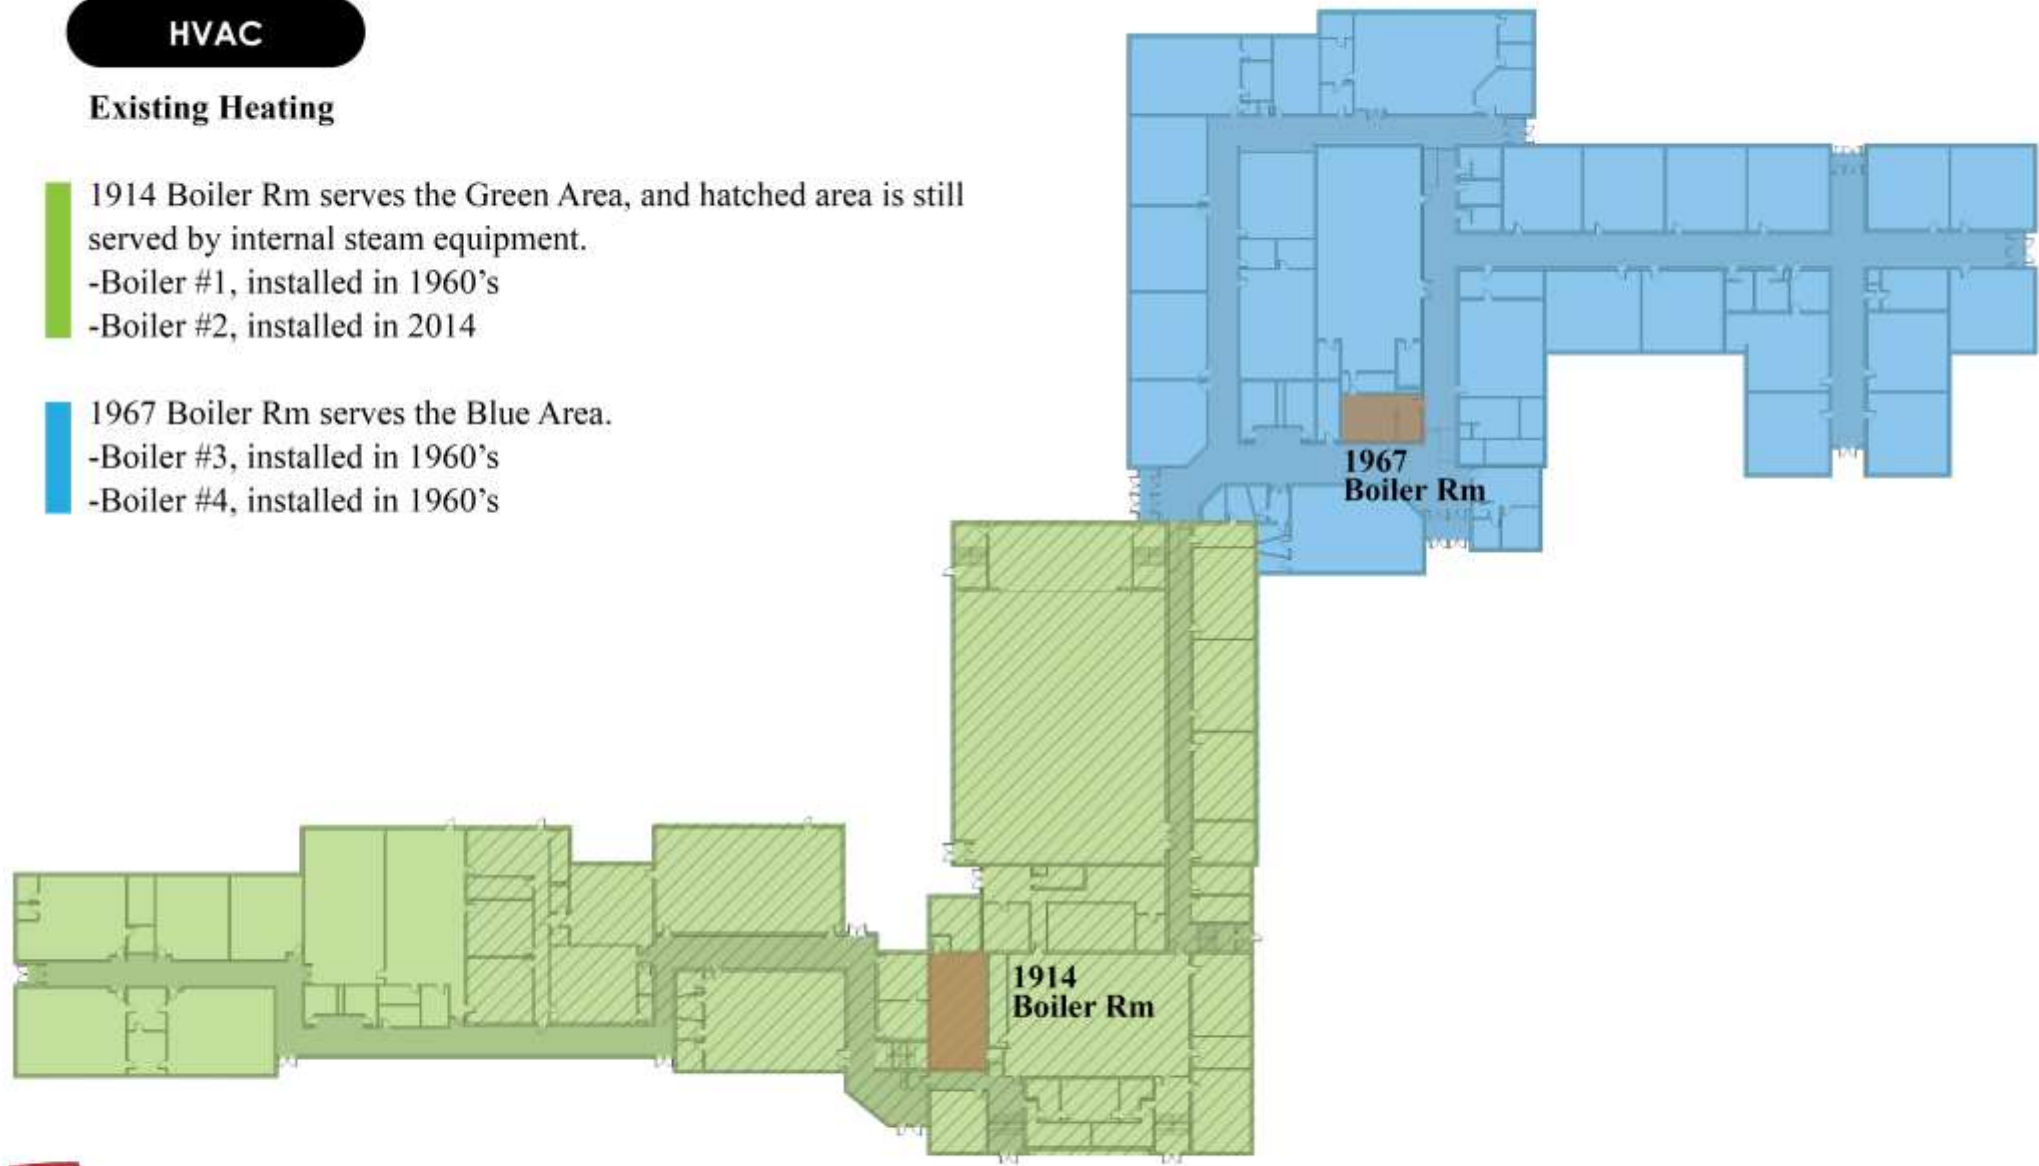 HVAC
Existing Heating
1914 Boiler Rm serves the Green Area, and hatched area is still
served by internal steam equipment.
-Boiler #1, installed in 1960’s
-Boiler #2, installed in 2014
1967 Boiler Rm serves the Blue Area.
-Boiler #3, installed in 1960’s
-Boiler #4, installed in 1960’s
1967
Boiler Rm
1914
Boiler Rm